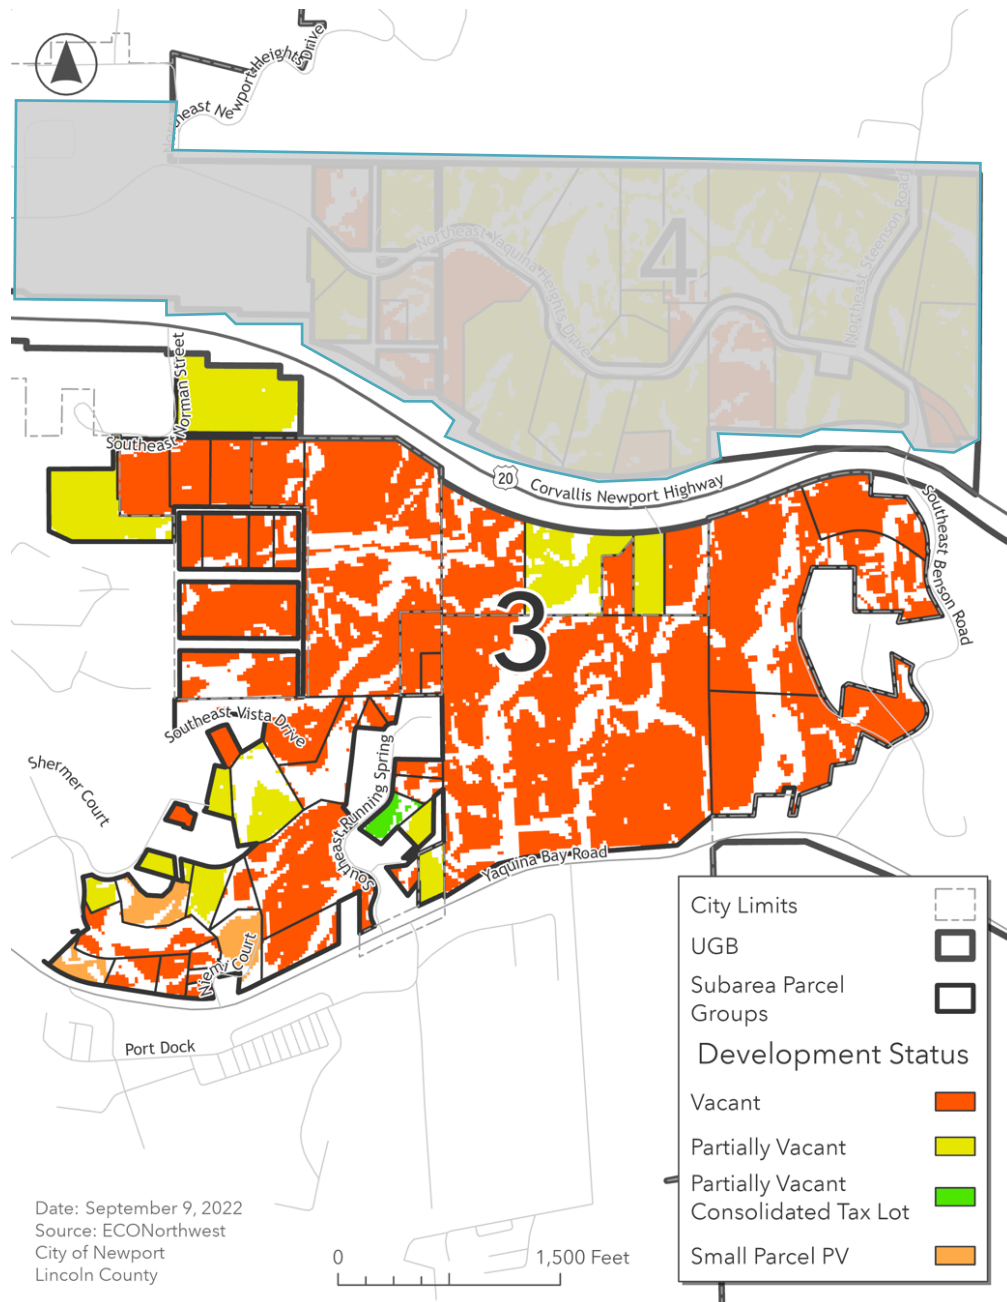 Northeast Newport Heights Drive
4
Northeast Yaquina Heights Drive
Northeast Steenson Road
Southeast Norman Street
20
Corvallis Newport Highway
Southeast Benson Road
3
Southeast Vista Drive
Shermer Court
Southeast Running Spring
Yaquina Bay Road
Niemi Court
Port Dock
City Limits
UGB
Subarea Parcel
Groups
Development Status
Vacant
Partially Vacant
Partially Vacant
Consolidated Tax Lot
Small Parcel PV
Date: September 9, 2022
Source: ECONorthwest
City of Newport
Lincoln County
0
1,500 Feet